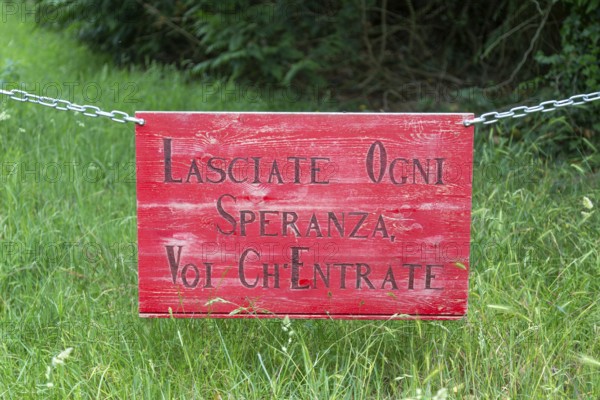 LASCIATE OGNI
SPERANZA,
VOI CH'ENTRATE